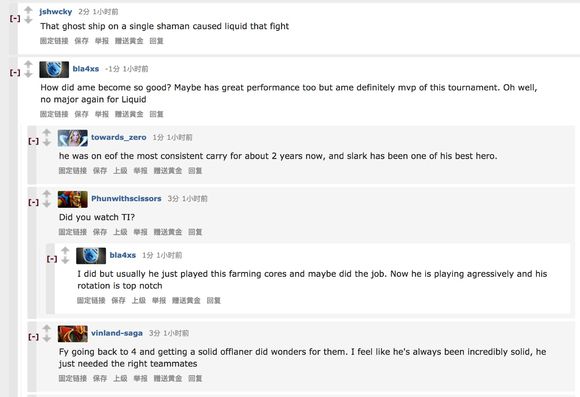 [-] jshwcky 2分 1小时前
That ghost ship on a single shaman caused liquid that fight
固定链接 保存 举报 赠送黄金 回复
[-] bla4xs -1分 1小时前
How did ame become so good? Maybe has great performance too but ame definitely mvp of this tournament. Oh well,
no major again for Liquid
固定链接 保存 举报 赠送黄金 回复
[-] towards_zero 1分 1小时前
he was on eof the most consistent carry for about 2 years now, and slark has been one of his best hero.
固定链接 保存 上级 举报 赠送黄金 回复
[-] Phunwithscissors 3分 1小时前
Did you watch TI?
固定链接 保存 上级 举报 赠送黄金 回复
[-] bla4xs 1分 1小时前
I did but usually he just played this farming cores and maybe did the job. Now he is playing agressively and his
rotation is top notch
固定链接 保存 上级 举报 赠送黄金 回复
[-] vinland-saga 3分 1小时前
Fy going back to 4 and getting a solid offlaner did wonders for them. I feel like he's always been incredibly solid, he
just needed the right teammates
固定链接 保存 上级 举报 赠送黄金 回复